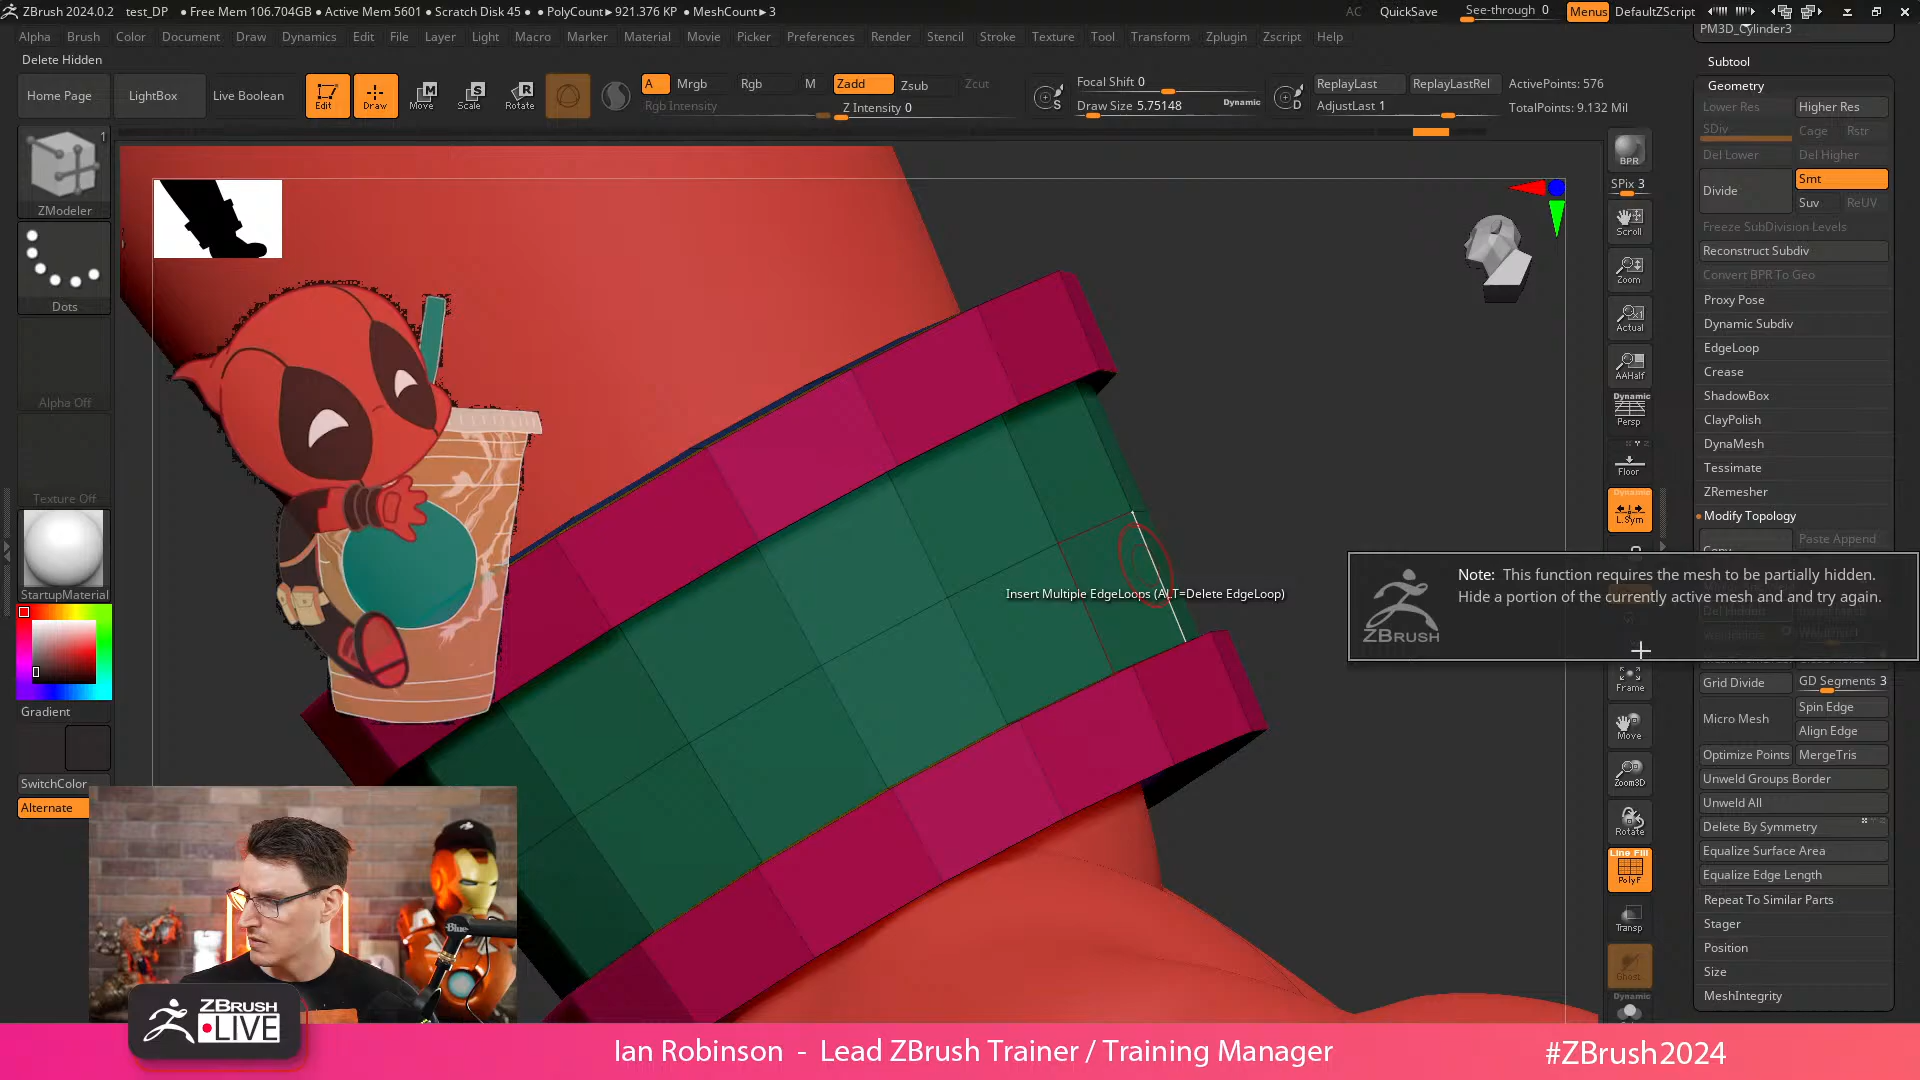 ZBrush 2024.0.2 test_DP ● Free Mem 106.704GB ● Active Mem 5601 ● Scratch Disk 45 ● ● PolyCount► 921.376 KP ● MeshCount► 3
AC QuickSave See-through 0 Menus DefaultZScript
Alpha Brush Color Document Draw Dynamics Edit File Layer Light Macro Marker Material Movie Picker Preferences Render Stencil Stroke Texture Tool Transform Zplugin Zscript Help
PM3D_Cylinder3
Delete Hidden
Home Page LightBox Live Boolean Edit Draw Move Scale Rotate
A Mrgb Rgb M Zadd Zsub Zcut
Rgb Intensity Z Intensity 0
Focal Shift 0
Draw Size 5.75148 Dynamic
ReplayLast ReplayLastRel ActivePoints: 576
AdjustLast 1 TotalPoints: 9.132 Mil
1
ZModeler
Dots
Alpha Off
Texture Off
StartupMaterial
Gradient
SwitchColor
Alternate
Insert Multiple EdgeLoops (ALT=Delete EdgeLoop)
BPR
SPix 3
Scroll
Zoom
Actual
AAHalf
Dynamic
Persp
Floor
Dynamic
L.Sym
Frame
Move
Zoom3D
Rotate
Line Fill
PolyF
Transp
Ghost
Dynamic
Subtool
Geometry
Lower Res Higher Res
SDiv Cage Rstr
Del Lower Del Higher
Divide Smt
Suv ReUV
Freeze SubDivision Levels
Reconstruct Subdiv
Convert BPR To Geo
Proxy Pose
Dynamic Subdiv
EdgeLoop
Crease
ShadowBox
ClayPolish
DynaMesh
Tessimate
ZRemesher
Modify Topology
Copy Paste Append
Note: This function requires the mesh to be partially hidden.
Hide a portion of the currently active mesh and and try again.
ZBRUSH
Grid Divide GD Segments 3
Micro Mesh Spin Edge
Align Edge
Optimize Points MergeTris
Unweld Groups Border
Unweld All
Delete By Symmetry
Equalize Surface Area
Equalize Edge Length
Repeat To Similar Parts
Stager
Position
Size
MeshIntegrity
Blue
ZBRUSH
LIVE
Ian Robinson - Lead ZBrush Trainer / Training Manager
#ZBrush2024